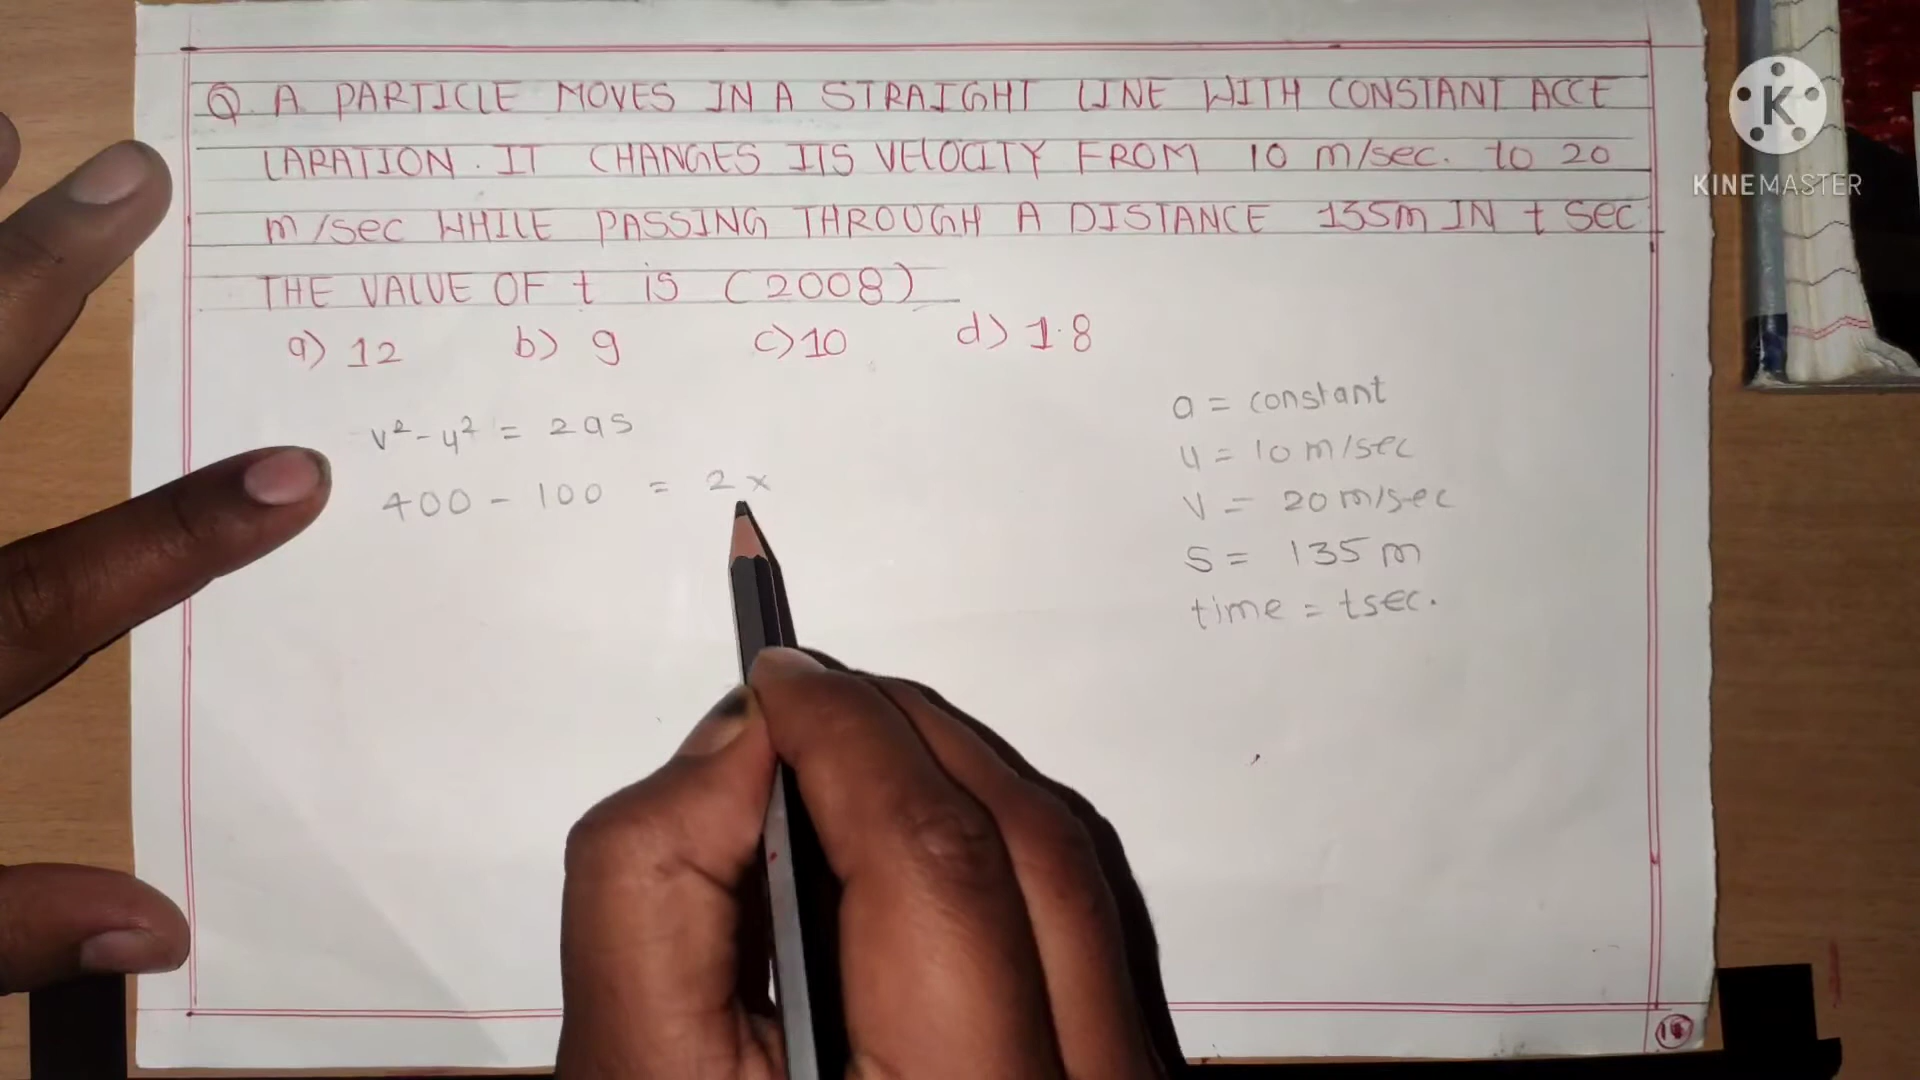 Q. A PARTICLE MOVES IN A STRAIGHT LINE WITH CONSTANT ACCE
LARATION. IT CHANGES ITS VELOCITY FROM 10 m/sec. to 20
m/sec WHILE PASSING THROUGH A DISTANCE 135m IN t sec
THE VALUE OF t is (2008)
a) 12 b) 9 c) 10 d) 1.8
v² - u² = 2as
400 - 100 = 2 x
a = constant
u = 10 m/sec
v = 20 m/sec
s = 135 m
time = tsec.
K
KINEMASTER